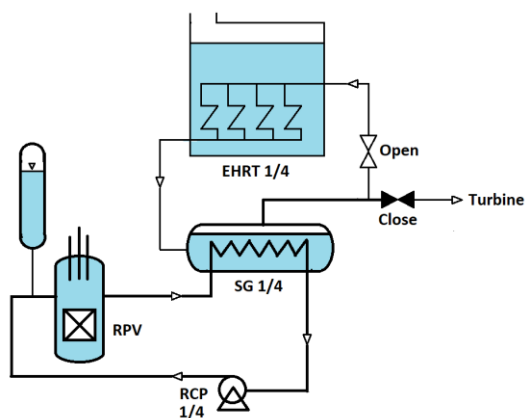 EHRT 1/4
Open
Turbine
Close
SG 1/4
RPV
RCP
1/4